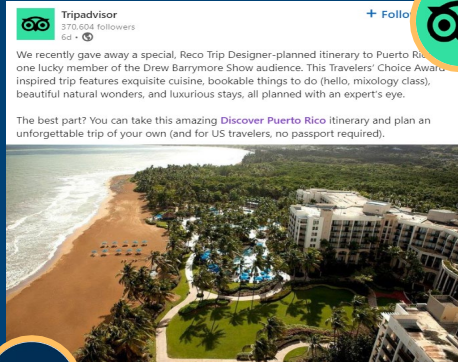 Tripadvisor
370,604 followers
6d •
+ Follo
We recently gave away a special, Reco Trip Designer-planned itinerary to Puerto Ric
one lucky member of the Drew Barrymore Show audience. This Travelers' Choice Award
inspired trip features exquisite cuisine, bookable things to do (hello, mixology class),
beautiful natural wonders, and luxurious stays, all planned with an expert's eye.
The best part? You can take this amazing Discover Puerto Rico itinerary and plan an
unforgettable trip of your own (and for US travelers, no passport required).